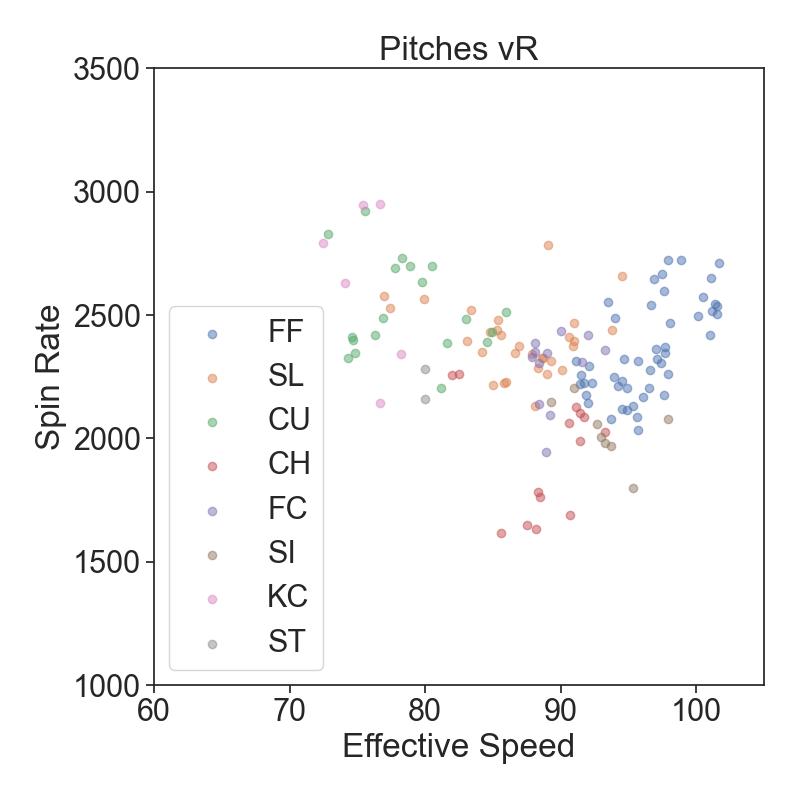 Pitches vR
3500
3000
2500
2000
1500
1000
Spin Rate
FF
SL
CU
CH
FC
SI
KC
ST
60 70 80 90 100
Effective Speed